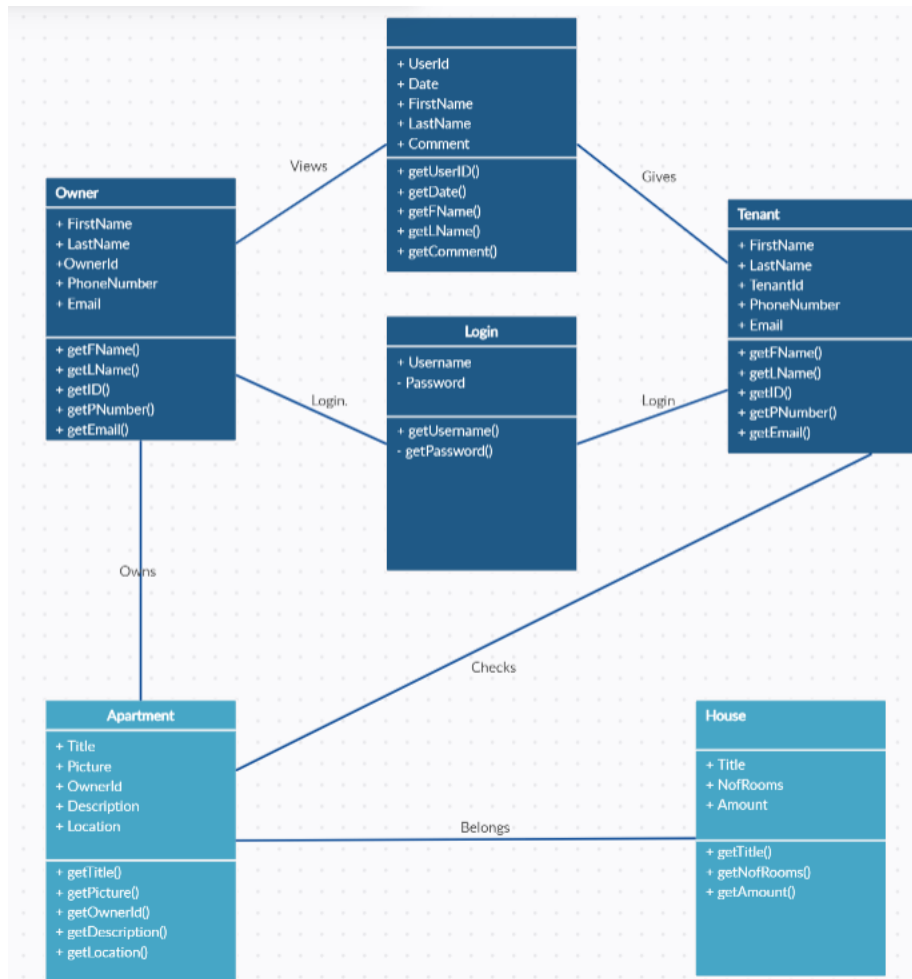 + UserId
+ Date
+ FirstName
+ LastName
+ Comment
+ getUserID()
+ getDate()
+ getFName()
+ getLName()
+ getComment()
Views
Gives
Owner
+ FirstName
+ LastName
+OwnerId
+ PhoneNumber
+ Email
+ getFName()
+ getLName()
+ getID()
+ getPNumber()
+ getEmail()
Tenant
+ FirstName
+ LastName
+ TenantId
+ PhoneNumber
+ Email
+ getFName()
+ getLName()
+ getID()
+ getPNumber()
+ getEmail()
Login
+ Username
- Password
+ getUsername()
- getPassword()
Login.
Login
Owns
Checks
Apartment
+ Title
+ Picture
+ OwnerId
+ Description
+ Location
+ getTitle()
+ getPicture()
+ getOwnerId()
+ getDescription()
+ getLocation()
Belongs
House
+ Title
+ NofRooms
+ Amount
+ getTitle()
+ getNofRooms()
+ getAmount()